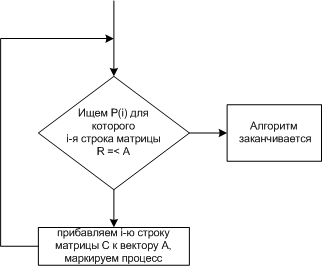 Ищем P(i) для
которого
i-я строка матрицы
R =< A
Алгоритм
заканчивается
прибавляем i-ю строку
матрицы C к вектору A,
маркируем процесс